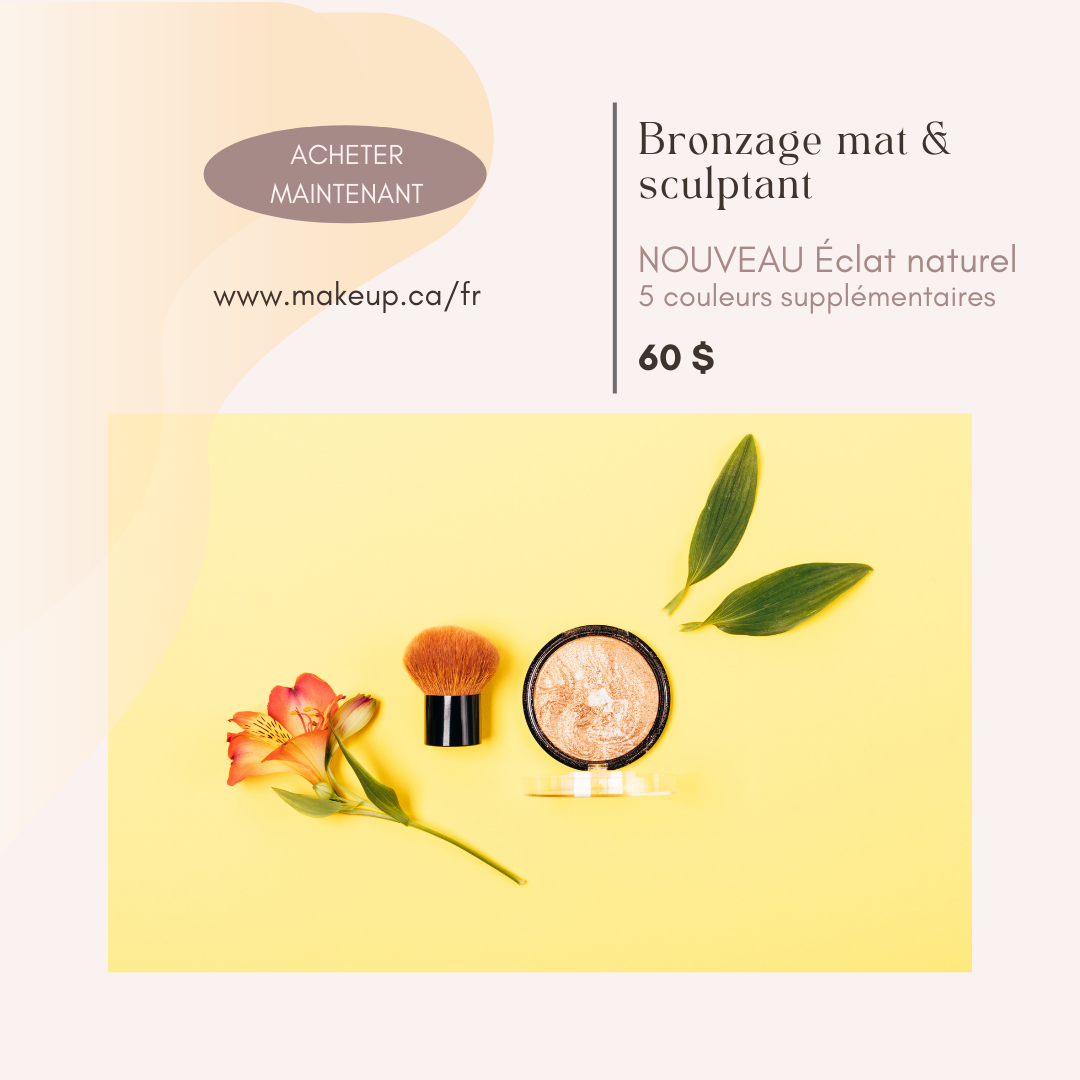 ACHETER
MAINTENANT
www.makeup.ca/fr
Bronzage mat &
sculptant
NOUVEAU Éclat naturel
5 couleurs supplémentaires
60 $